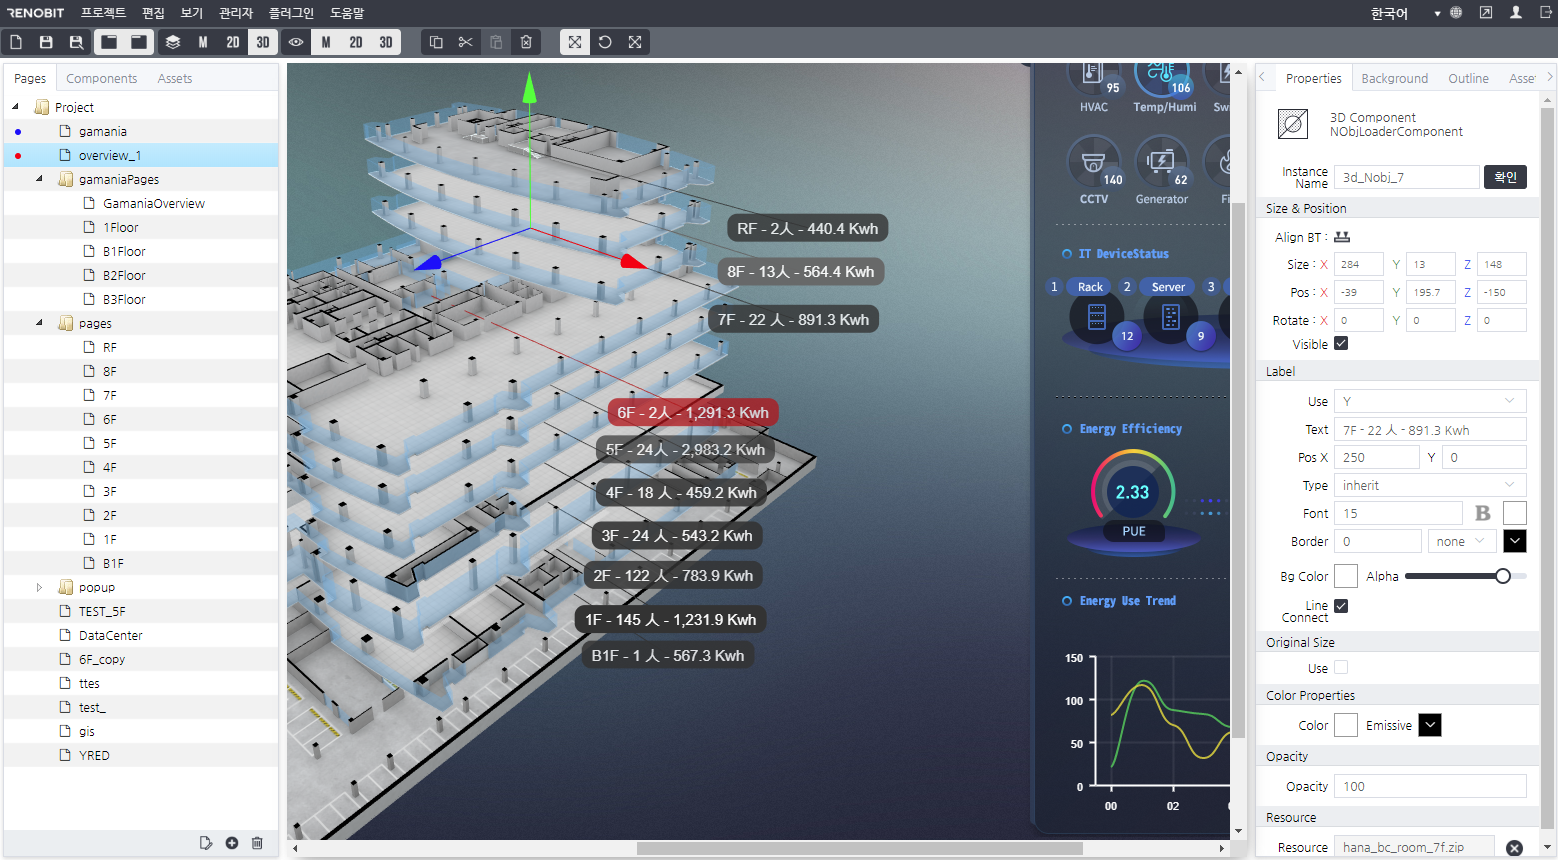 RENOBIT 프로젝트 편집 보기 관리자 플러그인 도움말 한국어
M 2D 3D M 2D 3D
Pages Components Assets
Project
gamania
overview_1
gamaniaPages
GamaniaOverview
1Floor
B1Floor
B2Floor
B3Floor
pages
RF
8F
7F
6F
5F
4F
3F
2F
1F
B1F
popup
TEST_5F
DataCenter
6F_copy
ttes
test_
gis
YRED
RF - 2人 - 440.4 Kwh
8F - 13人 - 564.4 Kwh
7F - 22 人 - 891.3 Kwh
6F - 2人 - 1,291.3 Kwh
5F - 24人 - 2,983.2 Kwh
4F - 18 人 - 459.2 Kwh
3F - 24 人 - 543.2 Kwh
2F - 122 人 - 783.9 Kwh
1F - 145 人 - 1,231.9 Kwh
B1F - 1 人 - 567.3 Kwh
95 106
HVAC Temp/Humi
140 62
CCTV Generator
IT DeviceStatus
1 Rack 2 Server 3
12 9
Energy Efficiency
2.33
PUE
Energy Use Trend
150
100
50
0
00 02
Properties Background Outline
3D Component
NObjLoaderComponent
Instance Name 3d_Nobj_7 확인
Size & Position
Align BT :
Size : X 284 Y 13 Z 148
Pos : X -39 Y 195.7 Z -150
Rotate : X 0 Y 0 Z 0
Visible
Label
Use Y
Text 7F - 22 人 - 891.3 Kwh
Pos X 250 Y 0
Type inherit
Font 15 B
Border 0 none
Bg Color Alpha
Line Connect
Original Size
Use
Color Properties
Color Emissive
Opacity
Opacity 100
Resource
Resource hana_bc_room_7f.zip